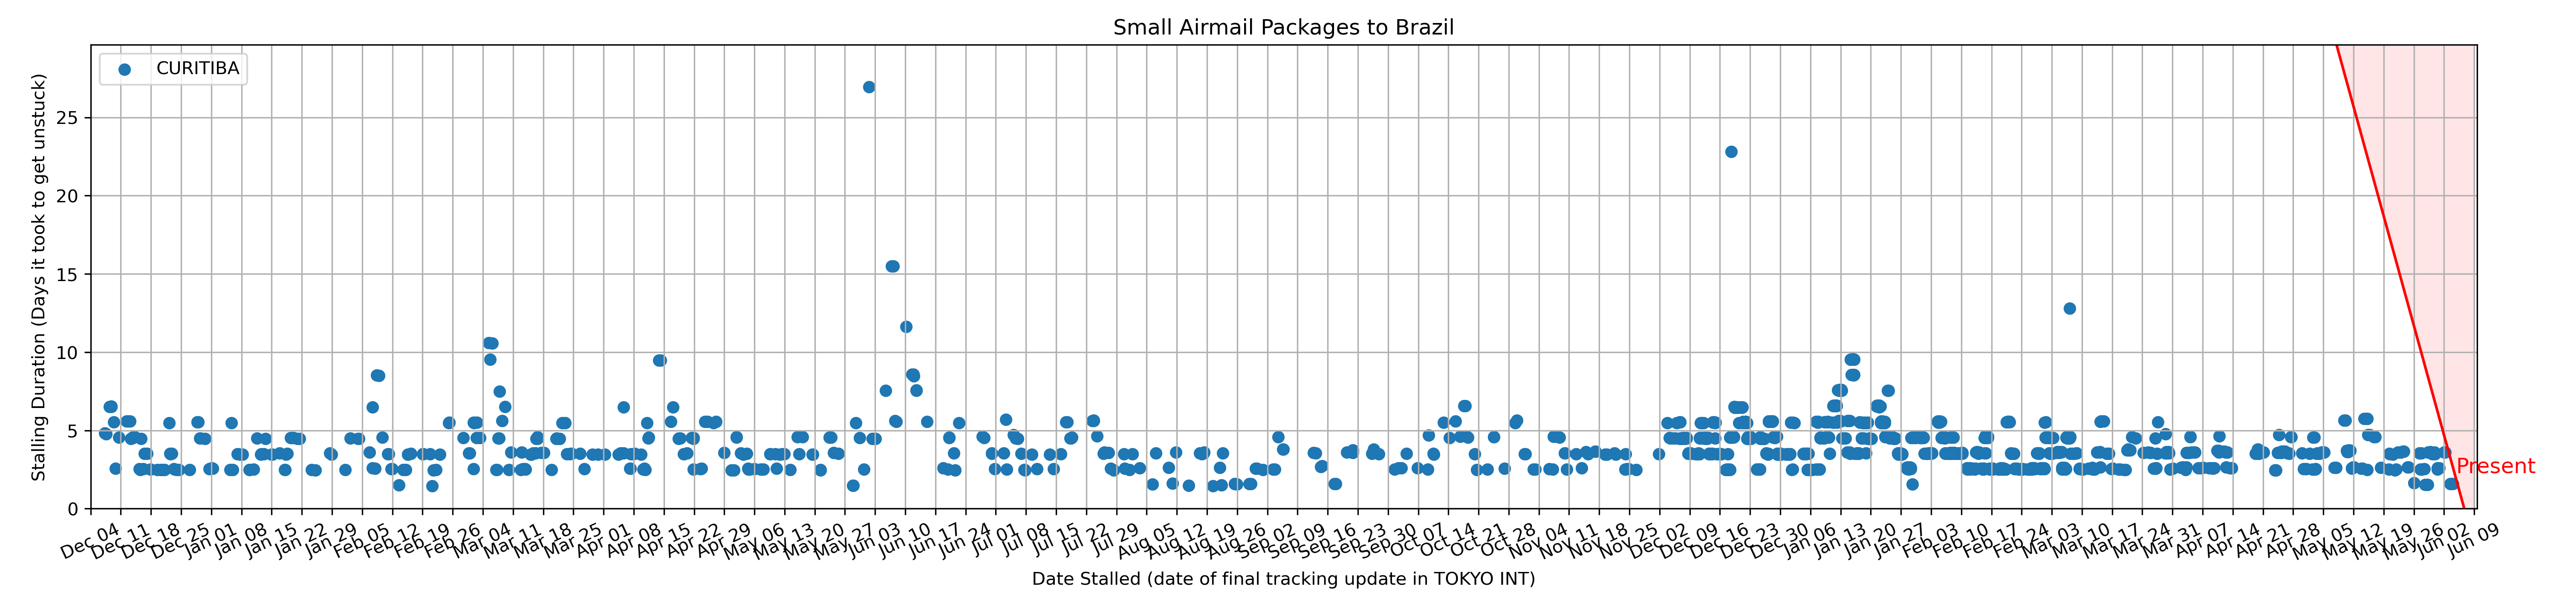 Small Airmail Packages to Brazil
CURITIBA
Stalling Duration (Days it took to get unstuck)
25
20
15
10
5
0
Present
Dec 04
Dec 11
Dec 18
Dec 25
Jan 01
Jan 08
Jan 15
Jan 22
Jan 29
Feb 05
Feb 12
Feb 19
Feb 26
Mar 04
Mar 11
Mar 18
Mar 25
Apr 01
Apr 08
Apr 15
Apr 22
Apr 29
May 06
May 13
May 20
May 27
Jun 03
Jun 10
Jun 17
Jun 24
Jul 01
Jul 08
Jul 15
Jul 22
Jul 29
Aug 05
Aug 12
Aug 19
Aug 26
Sep 02
Sep 09
Sep 16
Sep 23
Sep 30
Oct 07
Oct 14
Oct 21
Oct 28
Nov 04
Nov 11
Nov 18
Nov 25
Dec 02
Dec 09
Dec 16
Dec 23
Dec 30
Jan 06
Jan 13
Jan 20
Jan 27
Feb 03
Feb 10
Feb 17
Feb 24
Mar 03
Mar 10
Mar 17
Mar 24
Mar 31
Apr 07
Apr 14
Apr 21
Apr 28
May 05
May 12
May 19
May 26
Jun 02
Jun 09
Date Stalled (date of final tracking update in TOKYO INT)